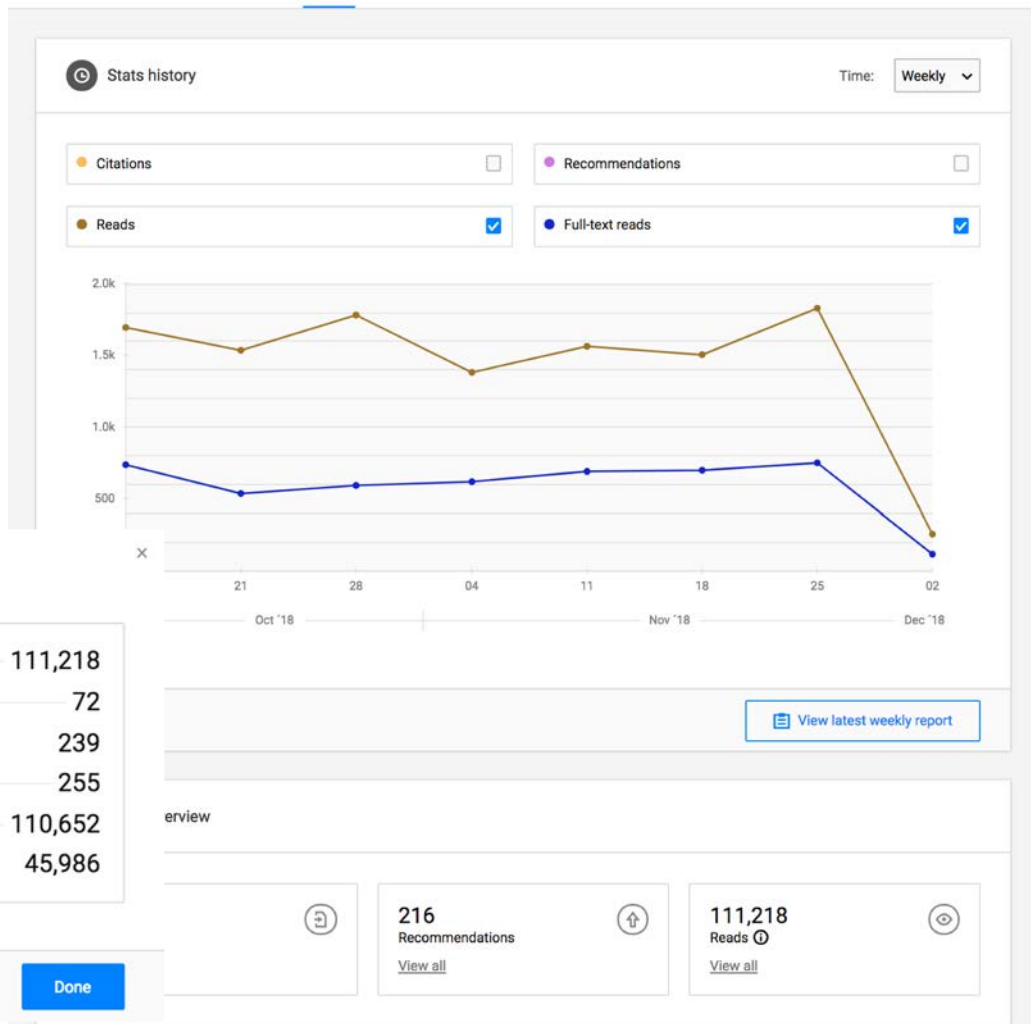 Stats history
Time: Weekly
Citations
Recommendations
Reads
Full-text reads
2.0k
1.5k
1.0k
500
21 28 04 11 18 25 02
Oct ´18 Nov ´18 Dec ´18
View latest weekly report
×
111,218
72
239
255
110,652
45,986
Done
erview
216
Recommendations
View all
111,218
Reads
View all